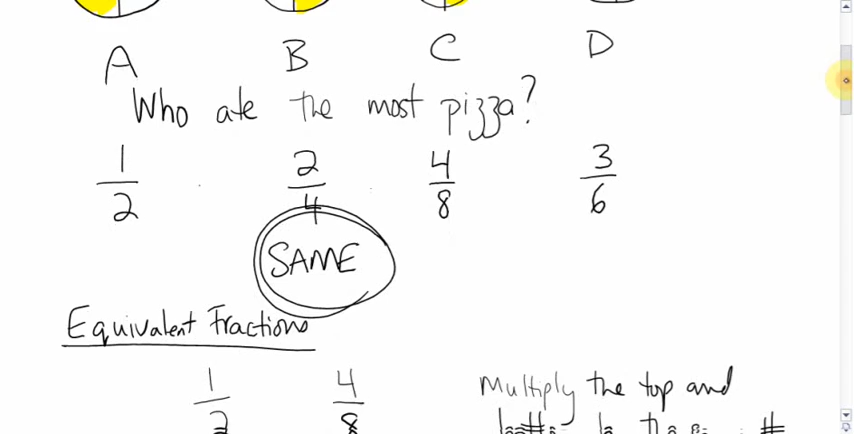 A B C D
Who ate the most pizza?
1/2 2/4 4/8 3/6
SAME
Equivalent Fractions
1/2 4/8 Multiply the top and
#